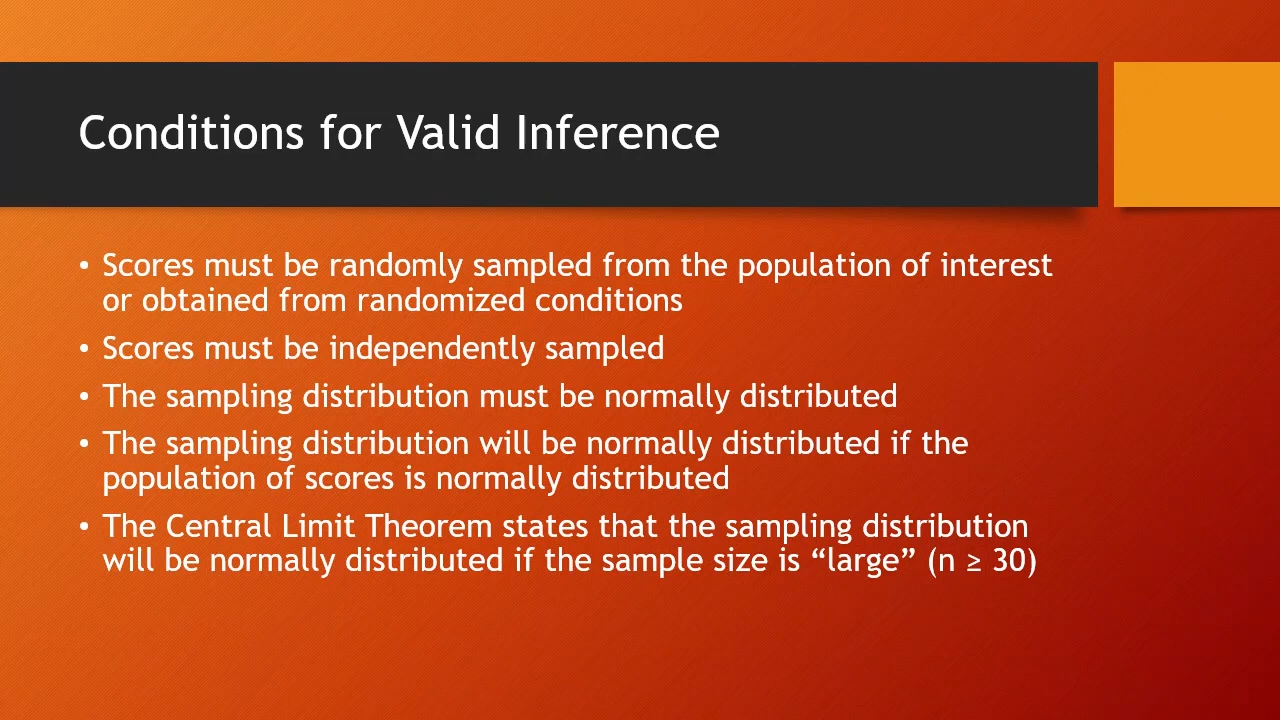 Conditions for Valid Inference
• Scores must be randomly sampled from the population of interest
or obtained from randomized conditions
• Scores must be independently sampled
• The sampling distribution must be normally distributed
• The sampling distribution will be normally distributed if the
population of scores is normally distributed
• The Central Limit Theorem states that the sampling distribution
will be normally distributed if the sample size is “large” (n ≥ 30)